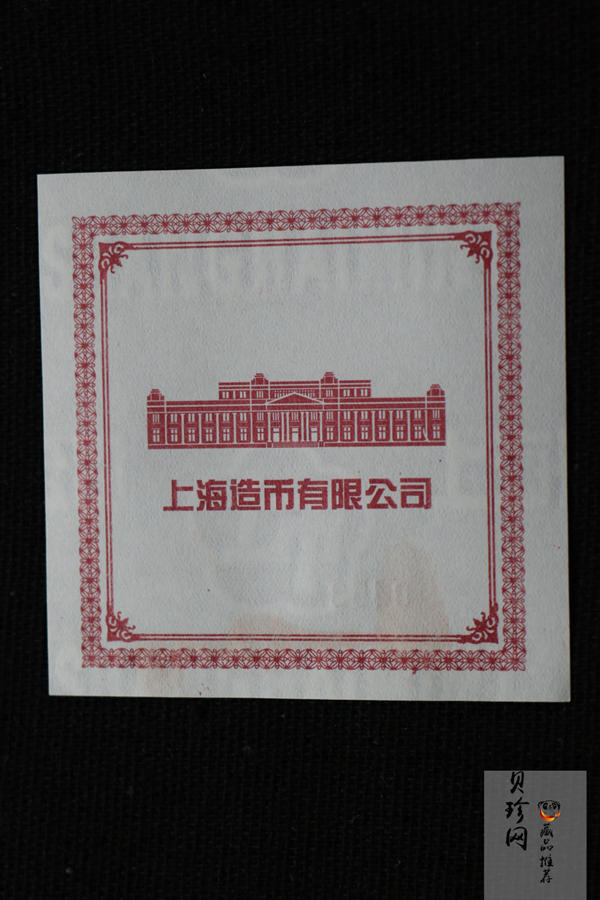 上海造币有限公司
贝珍网
藏品推荐